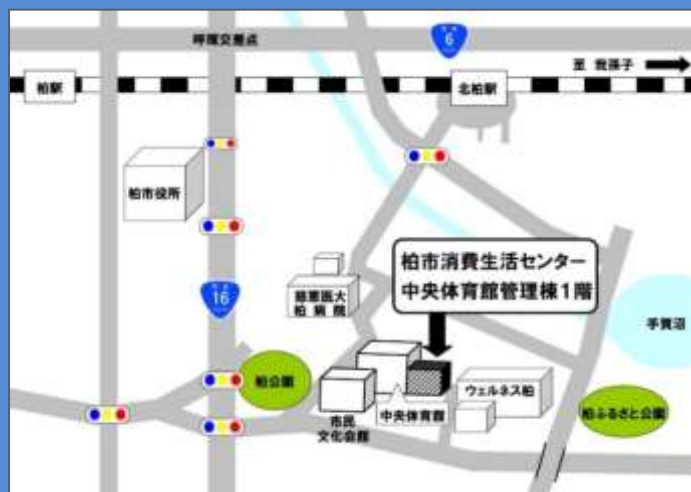 呼塚交差点
6
至 我孫子
柏駅
北柏駅
柏市役所
柏市消費生活センター
中央体育館管理棟1階
慈恵医大
柏病院
16
手賀沼
柏公園
ウェルネス柏
柏ふるさと公園
中央体育館
市民
文化会館